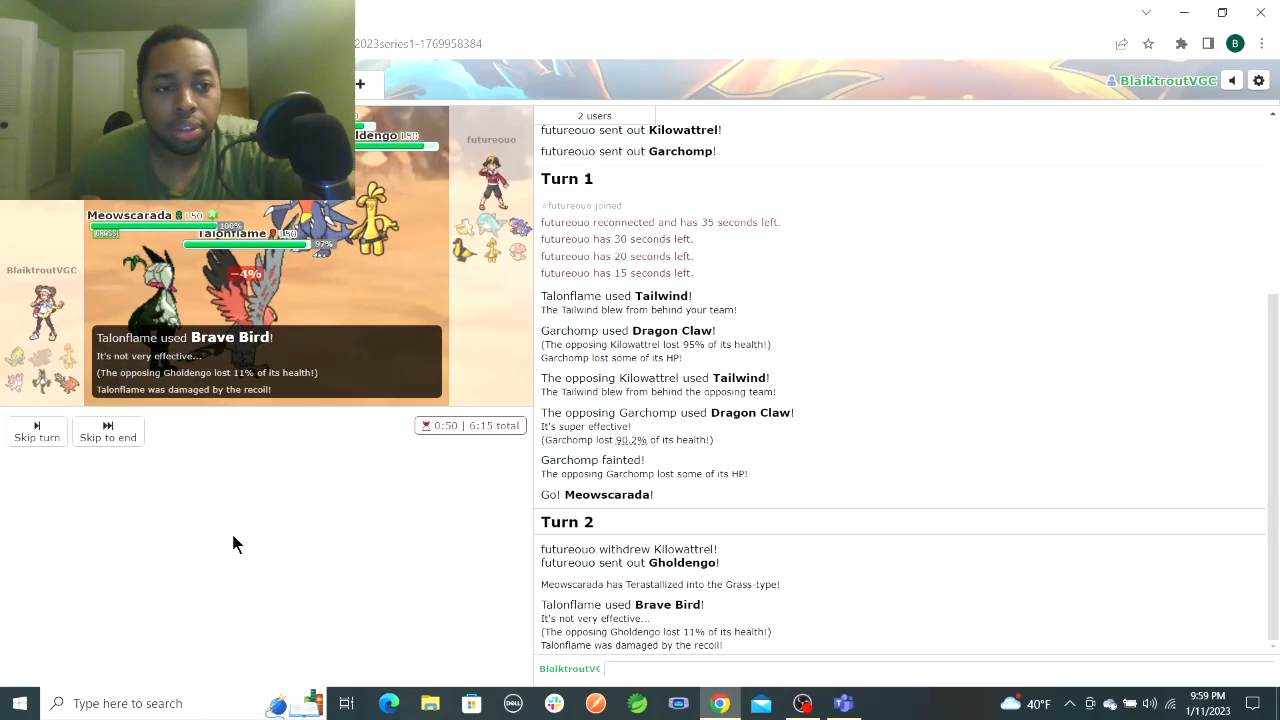 2023series1-1769958384
B
+
BlaiktroutVGC
2 users
futureouo sent out Kilowattrel!
futureouo sent out Garchomp!
Turn 1
☆futureouo joined
futureouo reconnected and has 35 seconds left.
futureouo has 30 seconds left.
futureouo has 20 seconds left.
futureouo has 15 seconds left.
Talonflame used Tailwind!
The Tailwind blew from behind your team!
Garchomp used Dragon Claw!
(The opposing Kilowattrel lost 95% of its health!)
Garchomp lost some of its HP!
The opposing Kilowattrel used Tailwind!
The Tailwind blew from behind the opposing team!
The opposing Garchomp used Dragon Claw!
It's super effective!
(Garchomp lost 90.2% of its health!)
Garchomp fainted!
The opposing Garchomp lost some of its HP!
Go! Meowscarada!
Turn 2
futureouo withdrew Kilowattrel!
futureouo sent out Gholdengo!
Meowscarada has Terastallized into the Grass-type!
Talonflame used Brave Bird!
It's not very effective...
(The opposing Gholdengo lost 11% of its health!)
Talonflame was damaged by the recoil!
BlaiktroutVC
ldengo L50
futureouo
Meowscarada L50
100%
GRASS
Talonflame L50
97%
−4%
BlaiktroutVGC
Talonflame used Brave Bird!
It's not very effective...
(The opposing Gholdengo lost 11% of its health!)
Talonflame was damaged by the recoil!
Skip turn
Skip to end
0:50 | 6:15 total
Type here to search
DELL
40°F
9:59 PM
1/11/2023